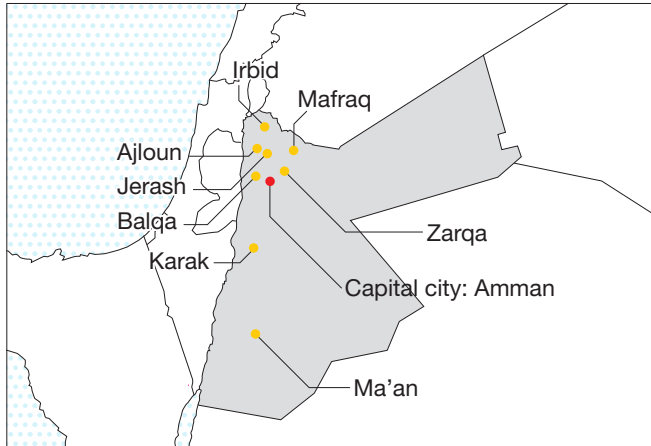 Irbid
Mafraq
Ajloun
Jerash
Balqa
Zarqa
Karak
Capital city: Amman
Ma’an